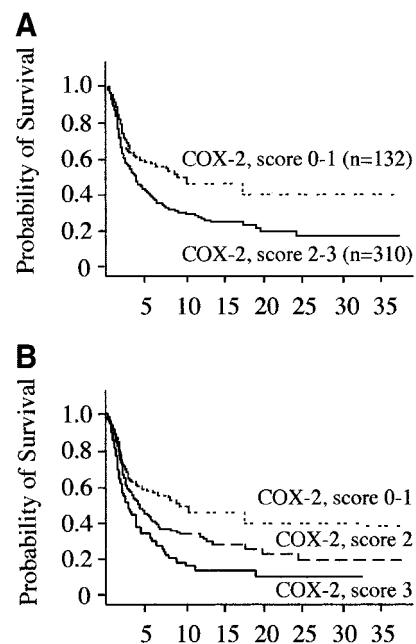 A
Probability of Survival
1.0
0.8
0.6
0.4
0.2
0
COX-2, score 0-1 (n=132)
COX-2, score 2-3 (n=310)
5 10 15 20 25 30 35
B
Probability of Survival
1.0
0.8
0.6
0.4
0.2
0
COX-2, score 0-1
COX-2, score 2
COX-2, score 3
5 10 15 20 25 30 35